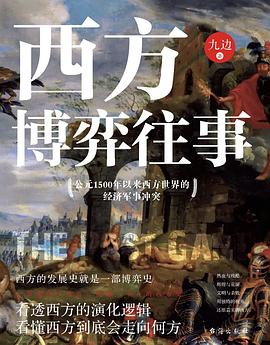 西方
九边
著
博弈往事
公元1500年以来西方世界的
经济军事冲突
THE PAST GAME
西方的发展史就是一部博弈史
看透西方的演化逻辑
看懂西方到底会走向何方
台海出版社